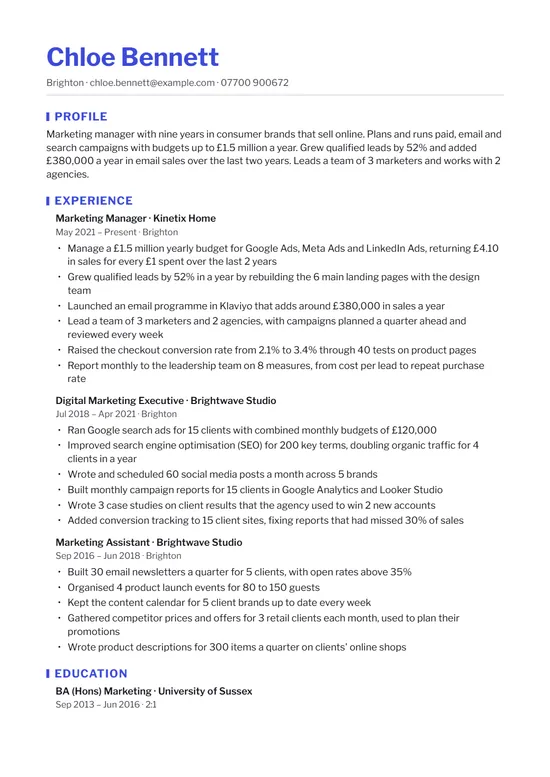 Chloe Bennett
Brighton · chloe.bennett@example.com · 07700 900672
PROFILE
Marketing manager with nine years in consumer brands that sell online. Plans and runs paid, email and
search campaigns with budgets up to £1.5 million a year. Grew qualified leads by 52% and added
£380,000 a year in email sales over the last two years. Leads a team of 3 marketers and works with 2
agencies.
EXPERIENCE
Marketing Manager · Kinetix Home
May 2021 – Present · Brighton
• Manage a £1.5 million yearly budget for Google Ads, Meta Ads and LinkedIn Ads, returning £4.10
in sales for every £1 spent over the last 2 years
• Grew qualified leads by 52% in a year by rebuilding the 6 main landing pages with the design
team
• Launched an email programme in Klaviyo that adds around £380,000 in sales a year
• Lead a team of 3 marketers and 2 agencies, with campaigns planned a quarter ahead and
reviewed every week
• Raised the checkout conversion rate from 2.1% to 3.4% through 40 tests on product pages
• Report monthly to the leadership team on 8 measures, from cost per lead to repeat purchase
rate
Digital Marketing Executive · Brightwave Studio
Jul 2018 – Apr 2021 · Brighton
• Ran Google search ads for 15 clients with combined monthly budgets of £120,000
• Improved search engine optimisation (SEO) for 200 key terms, doubling organic traffic for 4
clients in a year
• Wrote and scheduled 60 social media posts a month across 5 brands
• Built monthly campaign reports for 15 clients in Google Analytics and Looker Studio
• Wrote 3 case studies on client results that the agency used to win 2 new accounts
• Added conversion tracking to 15 client sites, fixing reports that had missed 30% of sales
Marketing Assistant · Brightwave Studio
Sep 2016 – Jun 2018 · Brighton
• Built 30 email newsletters a quarter for 5 clients, with open rates above 35%
• Organised 4 product launch events for 80 to 150 guests
• Kept the content calendar for 5 client brands up to date every week
• Gathered competitor prices and offers for 3 retail clients each month, used to plan their
promotions
• Wrote product descriptions for 300 items a quarter on clients' online shops
EDUCATION
BA (Hons) Marketing · University of Sussex
Sep 2013 – Jun 2016 · 2:1